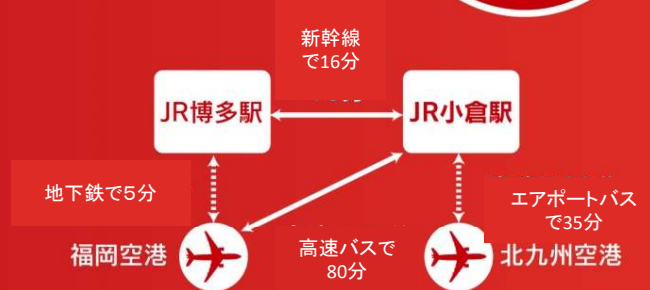 新幹線
で16分
JR博多駅
JR小倉駅
地下鉄で5分
エアポートバス
で35分
福岡空港
高速バスで
80分
北九州空港